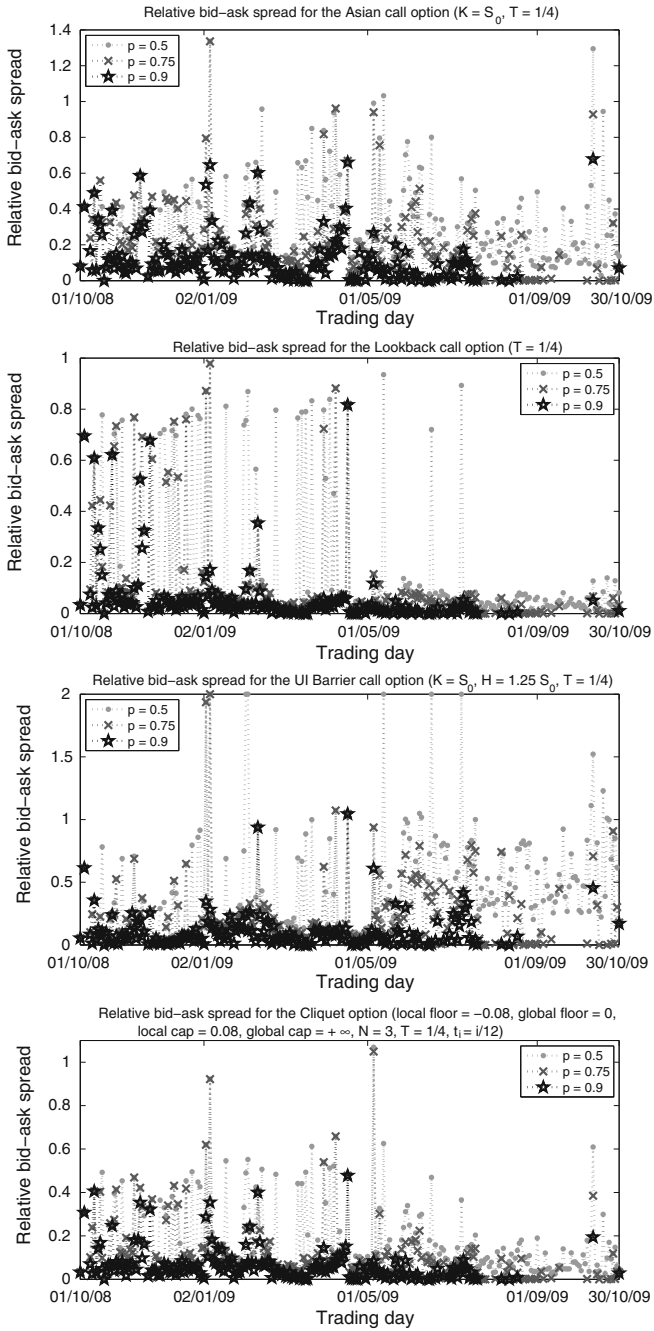 Relative bid−ask spread for the Asian call option (K = S0, T = 1/4)
1.4
1.2
1
0.8
0.6
0.4
0.2
0
Relative bid−ask spread
p = 0.5
p = 0.75
p = 0.9
01/10/08 02/01/09 01/05/09 01/09/09 30/10/09
Trading day
Relative bid−ask spread for the Lookback call option (T = 1/4)
1
0.8
0.6
0.4
0.2
0
Relative bid−ask spread
p = 0.5
p = 0.75
p = 0.9
01/10/08 02/01/09 01/05/09 01/09/09 30/10/09
Trading day
Relative bid−ask spread for the UI Barrier call option (K = S0, H = 1.25 S0, T = 1/4)
2
1.5
1
0.5
0
Relative bid−ask spread
p = 0.5
p = 0.75
p = 0.9
01/10/08 02/01/09 01/05/09 01/09/09 30/10/09
Trading day
Relative bid−ask spread for the Cliquet option (local floor = −0.08, global floor = 0,
local cap = 0.08, global cap = + ∞, N = 3, T = 1/4, ti = i/12)
1
0.8
0.6
0.4
0.2
0
Relative bid−ask spread
p = 0.5
p = 0.75
p = 0.9
01/10/08 02/01/09 01/05/09 01/09/09 30/10/09
Trading day